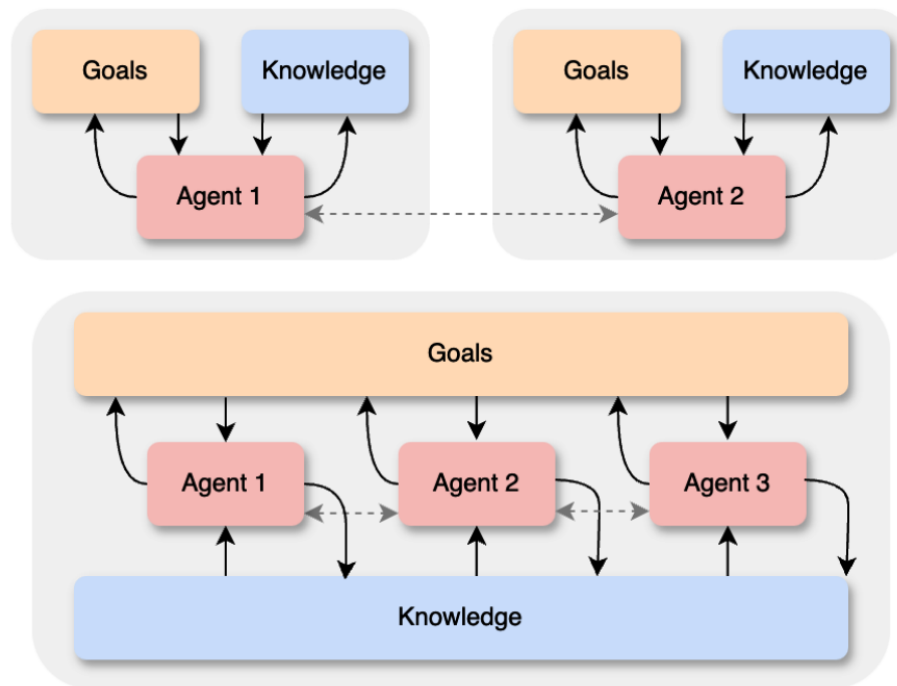 Goals
Knowledge
Agent 1
Goals
Knowledge
Agent 2
Goals
Agent 1
Agent 2
Agent 3
Knowledge